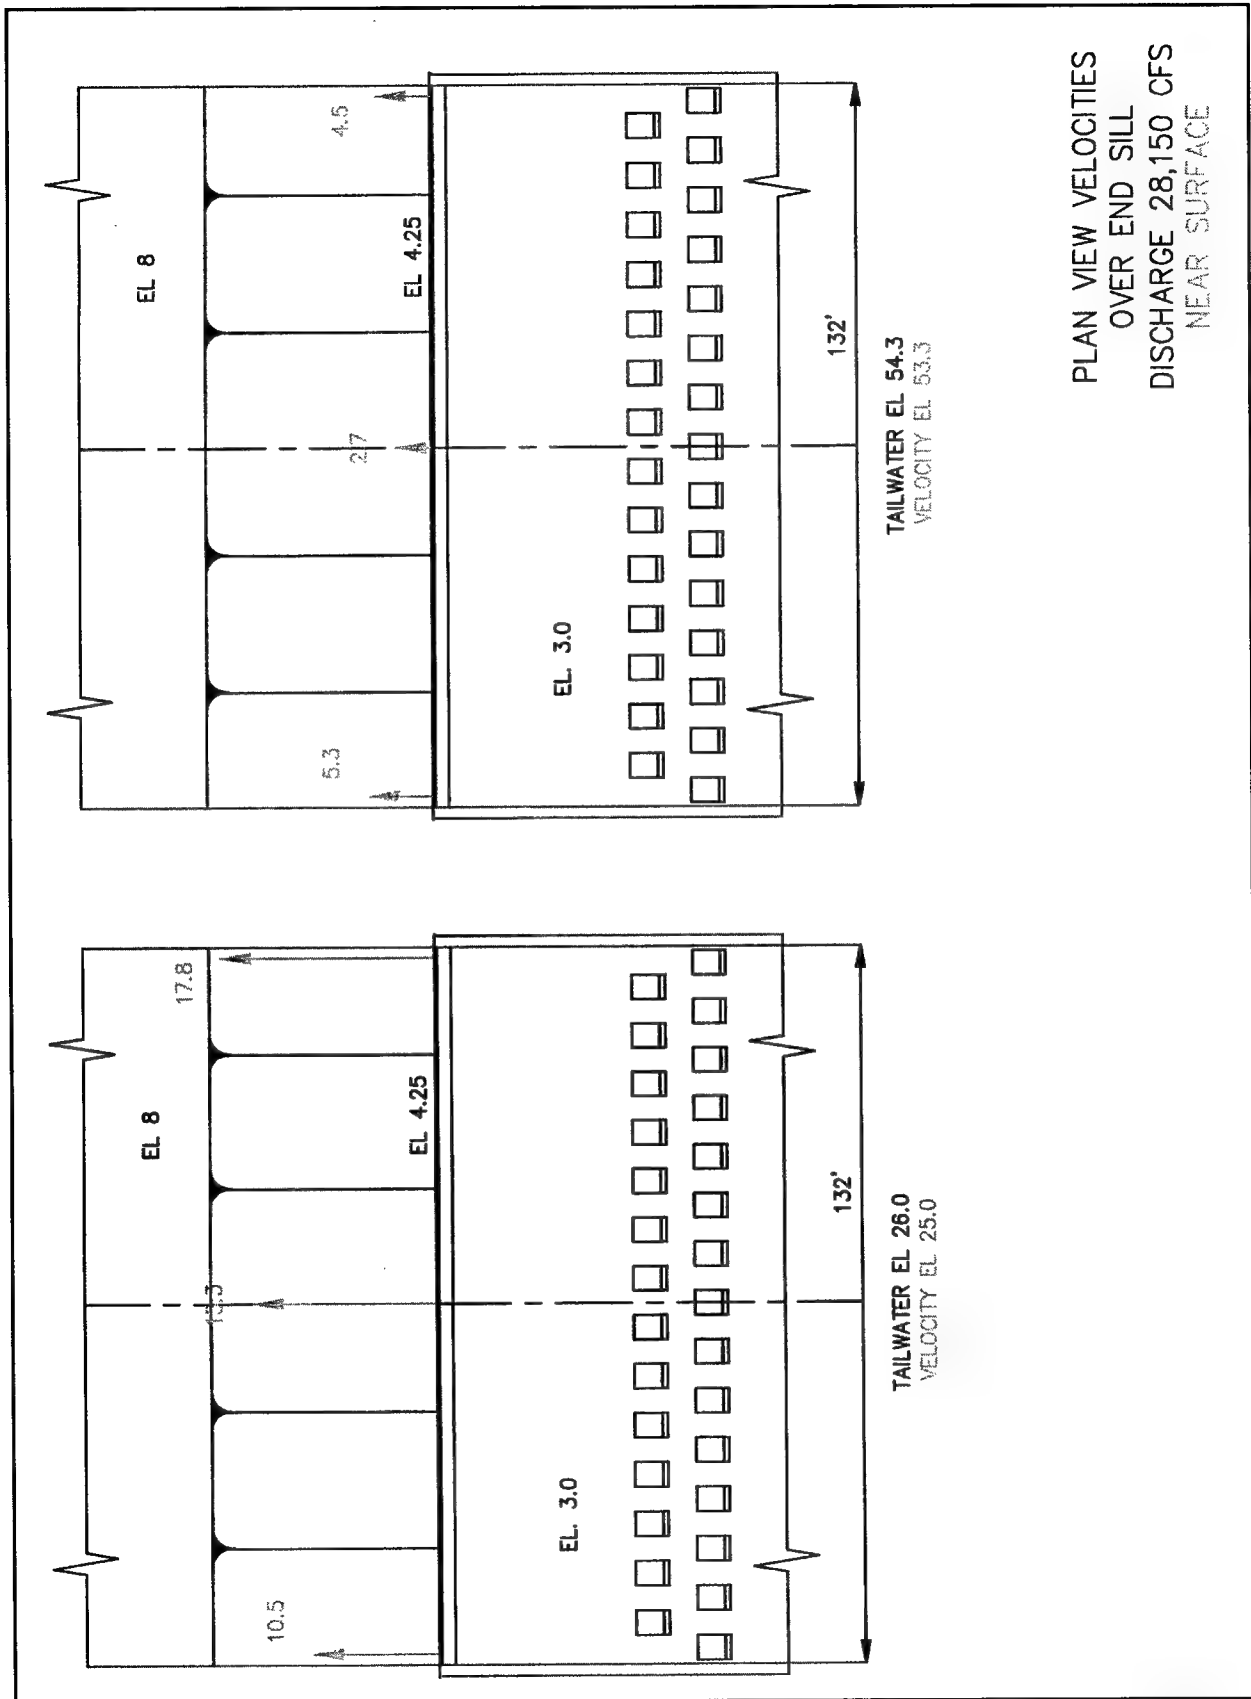 17.8
10.5
EL 8
EL 4.25
EL. 3.0
132'
TAILWATER EL 26.0
VELOCITY EL 25.0
EL 8
5.3
2.7
4.5
EL 4.25
EL. 3.0
132'
TAILWATER EL 54.3
VELOCITY EL 53.3
PLAN VIEW VELOCITIES
OVER END SILL
DISCHARGE 28,150 CFS
NEAR SURFACE